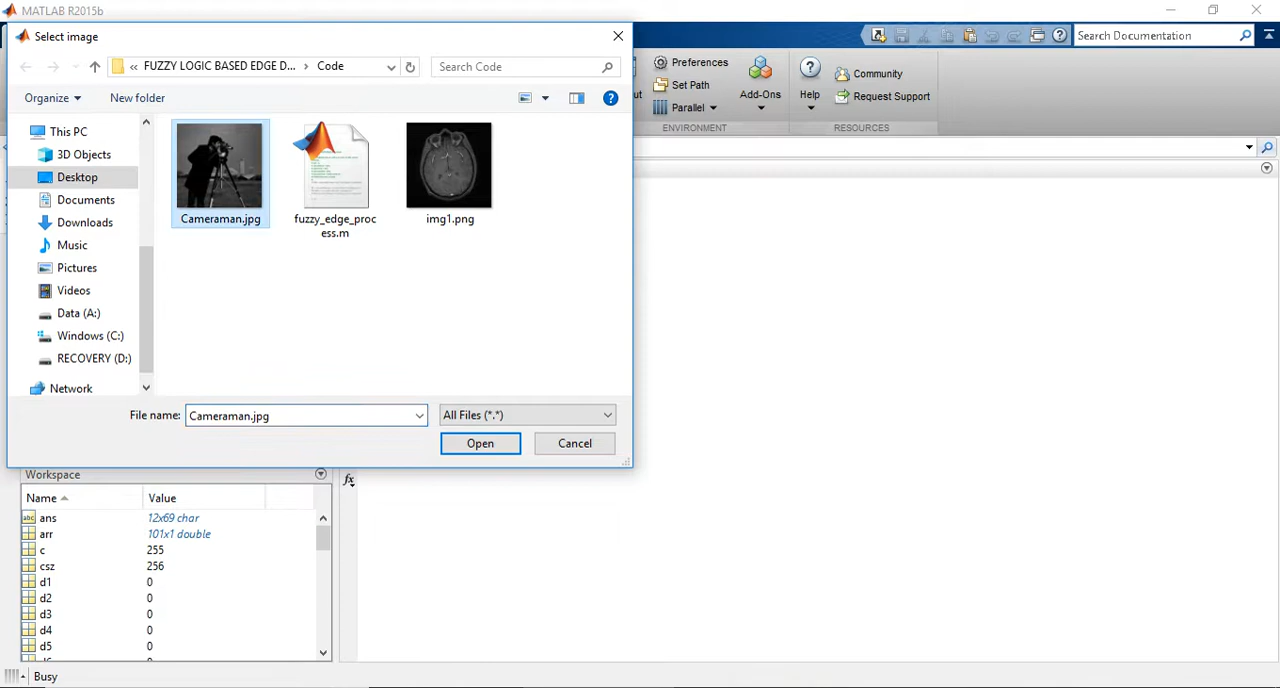 MATLAB R2015b
Select image
« FUZZY LOGIC BASED EDGE D... › Code
Search Code
Organize
New folder
This PC
3D Objects
Desktop
Documents
Downloads
Music
Pictures
Videos
Data (A:)
Windows (C:)
RECOVERY (D:)
Network
Cameraman.jpg
fuzzy_edge_proc
ess.m
img1.png
File name:
Cameraman.jpg
All Files (*.*)
Open
Cancel
Search Documentation
Preferences
Set Path
Parallel
Add-Ons
Help
Community
Request Support
ENVIRONMENT
RESOURCES
Workspace
Name
Value
ans 12x69 char
arr 101x1 double
c 255
csz 256
d1 0
d2 0
d3 0
d4 0
d5 0
fx
Busy